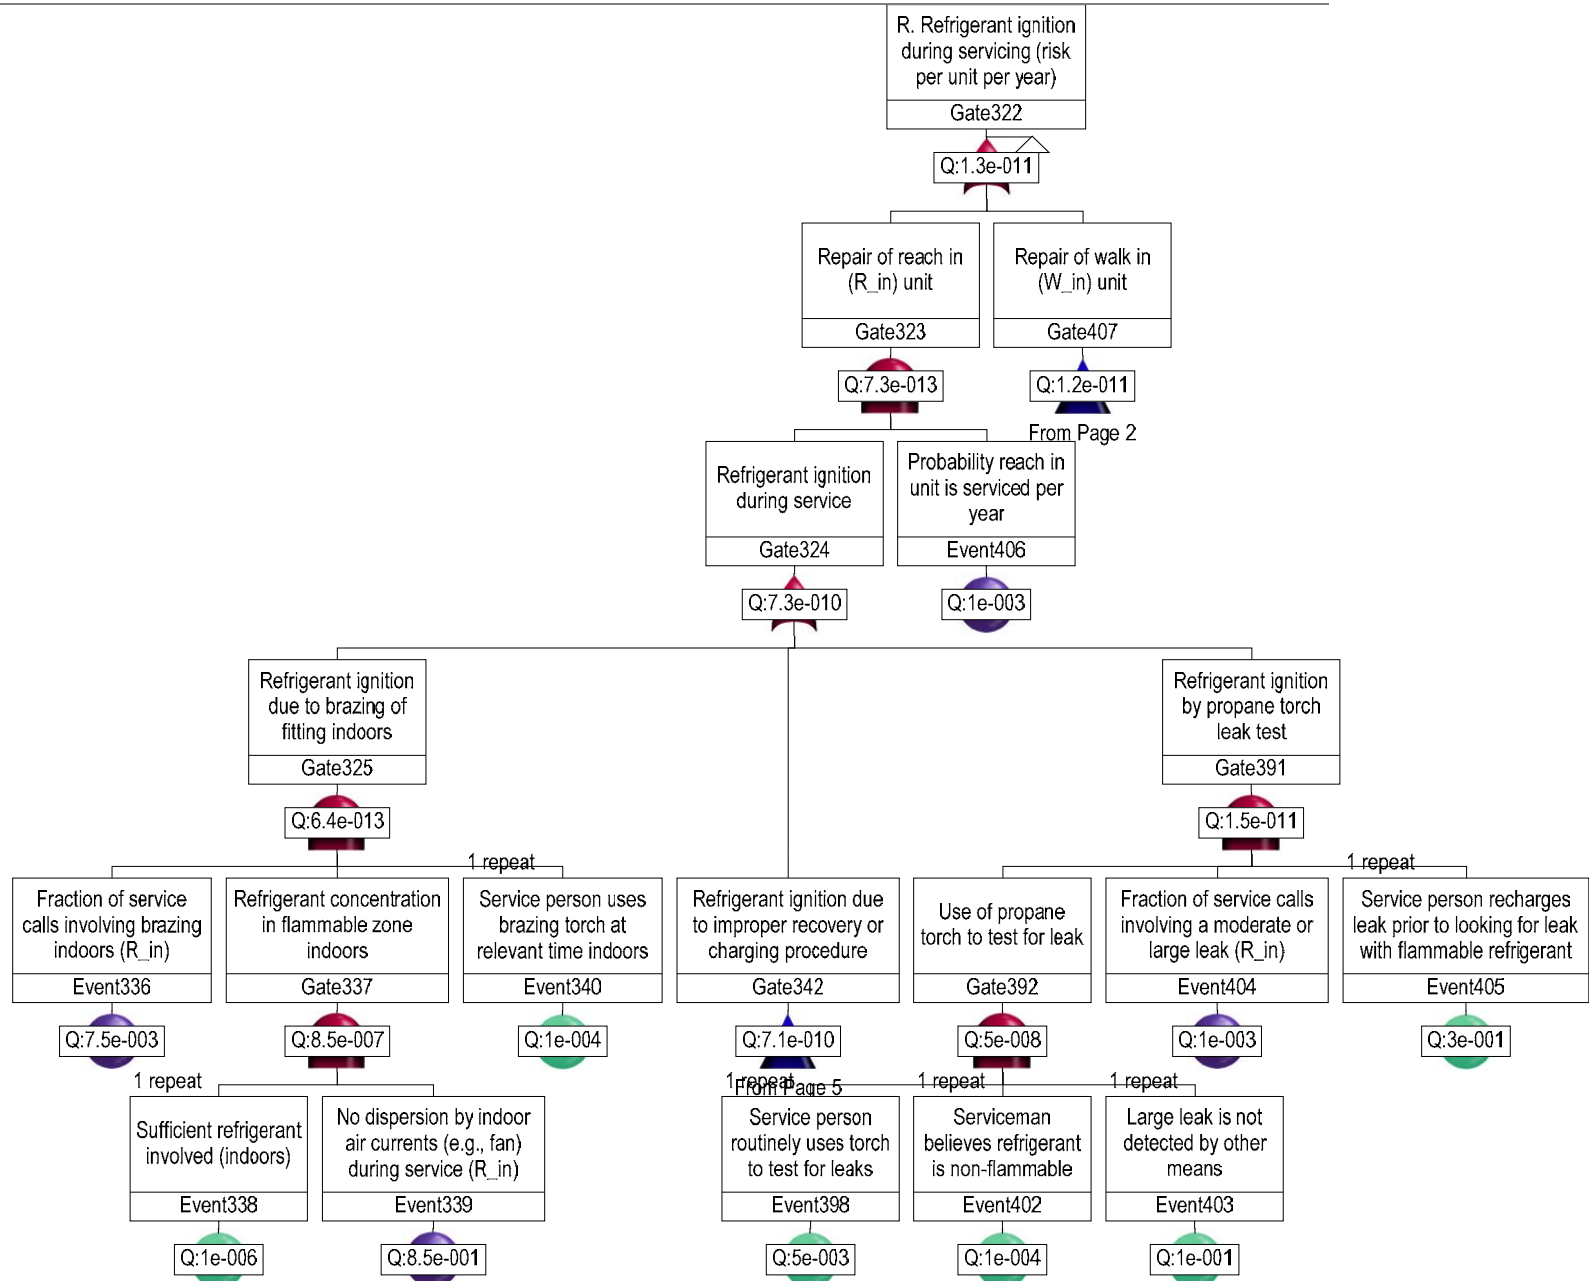 R. Refrigerant ignition
during servicing (risk
per unit per year)
Gate322
Q:1.3e-011
Repair of reach in
(R_in) unit
Gate323
Q:7.3e-013
Repair of walk in
(W_in) unit
Gate407
Q:1.2e-011
From Page 2
Refrigerant ignition
during service
Gate324
Q:7.3e-010
Probability reach in
unit is serviced per
year
Event406
Q:1e-003
Refrigerant ignition
due to brazing of
fitting indoors
Gate325
Q:6.4e-013
Refrigerant ignition
by propane torch
leak test
Gate391
Q:1.5e-011
Fraction of service
calls involving brazing
indoors (R_in)
Event336
Q:7.5e-003
Refrigerant concentration
in flammable zone
indoors
Gate337
Q:8.5e-007
1 repeat
Service person uses
brazing torch at
relevant time indoors
Event340
Q:1e-004
Refrigerant ignition due
to improper recovery or
charging procedure
Gate342
Q:7.1e-010
From Page 5
Use of propane
torch to test for leak
Gate392
Q:5e-008
Fraction of service calls
involving a moderate or
large leak (R_in)
Event404
Q:1e-003
1 repeat
Service person recharges
leak prior to looking for leak
with flammable refrigerant
Event405
Q:3e-001
1 repeat
Sufficient refrigerant
involved (indoors)
Event338
Q:1e-006
No dispersion by indoor
air currents (e.g., fan)
during service (R_in)
Event339
Q:8.5e-001
1 repeat
Service person
routinely uses torch
to test for leaks
Event398
Q:5e-003
1 repeat
Serviceman
believes refrigerant
is non-flammable
Event402
Q:1e-004
1 repeat
Large leak is not
detected by other
means
Event403
Q:1e-001